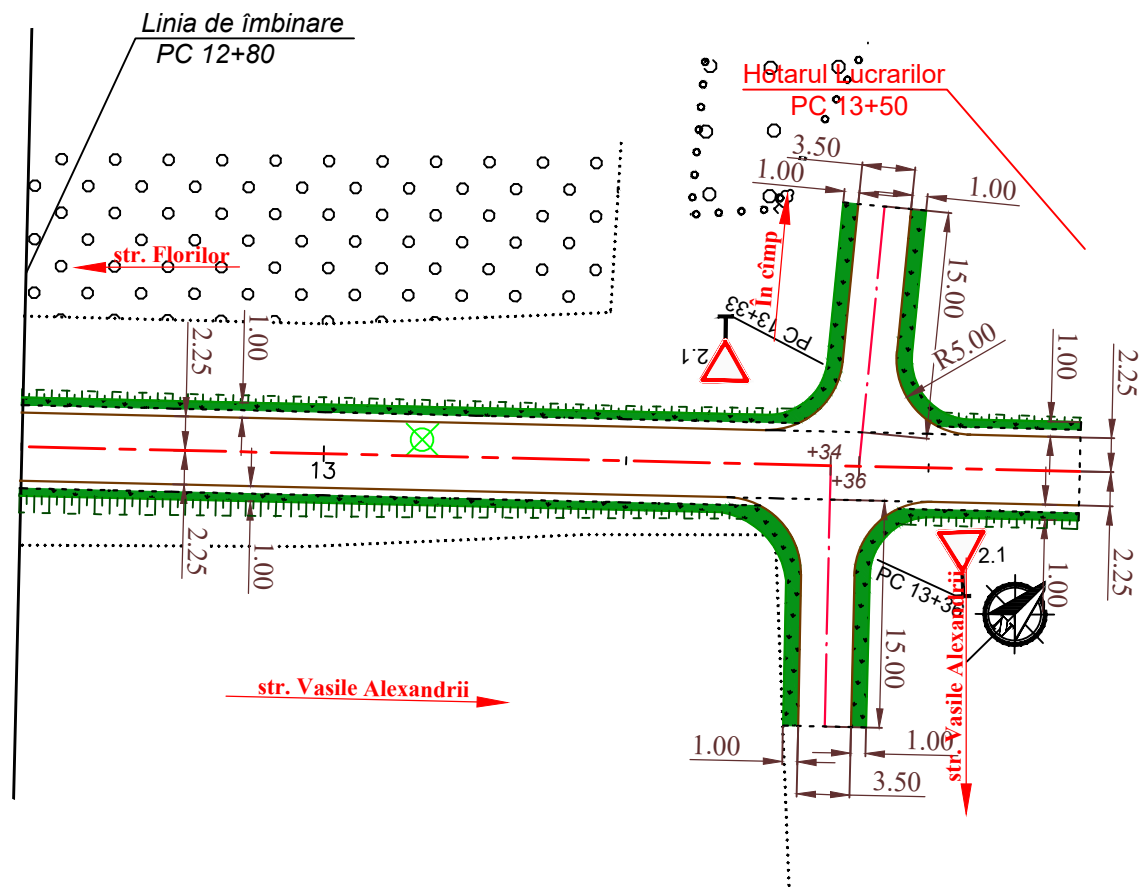 Linia de îmbinare
PC 12+80
Hotarul Lucrarilor
PC 13+50
3.50
1.00
1.00
str. Florilor
În cîmp
15.00
PC 13+33
2.1
R5.00
2.25
1.00
1.00
2.25
13
+34
+36
2.25
1.00
2.1
PC 13+36
1.00
2.25
15.00
str. Vasile Alexandrii
str. Vasile Alexandrii
1.00
1.00
3.50